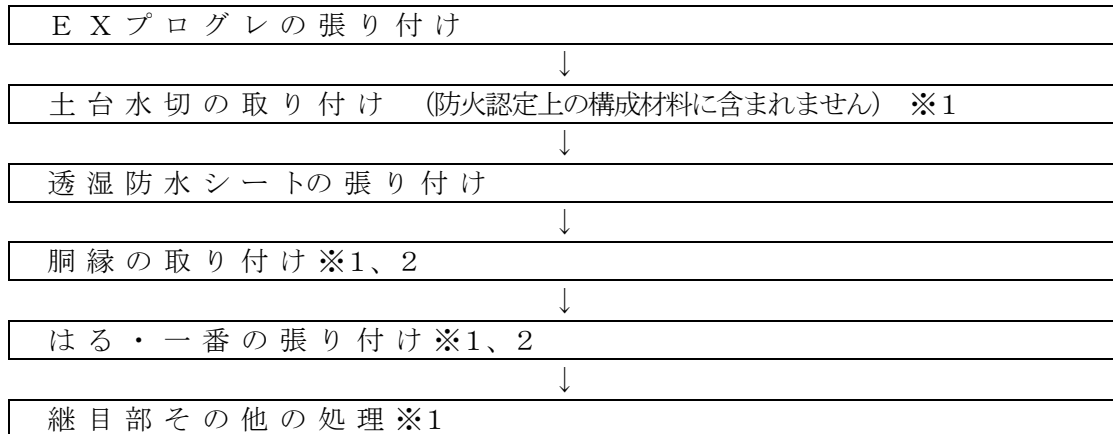 ＥＸプログレの張り付け
↓
土台水切の取り付け　(防火認定上の構成材料に含まれません)　※１
↓
透湿防水シートの張り付け
↓
胴縁の取り付け※１、２
↓
はる・一番の張り付け※１、２
↓
継目部その他の処理※１